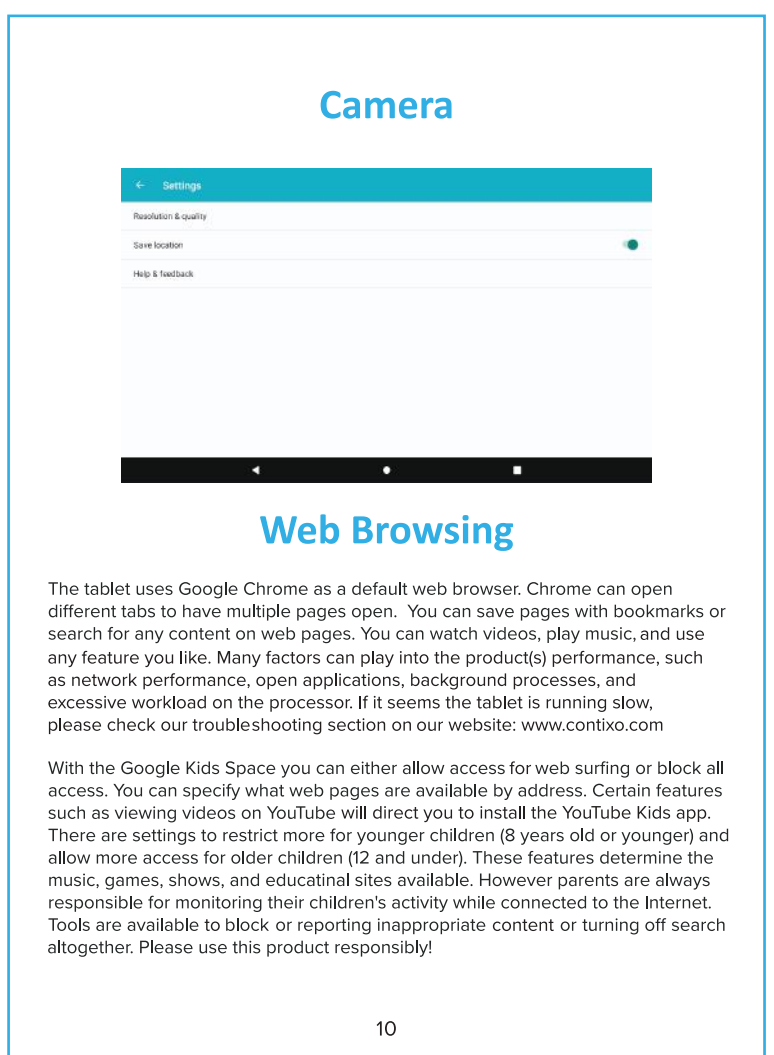 Camera
Settings
Resolution & quality
Save location
Help & feedback
Web Browsing
The tablet uses Google Chrome as a default web browser. Chrome can open
different tabs to have multiple pages open.  You can save pages with bookmarks or
search for any content on web pages. You can watch videos, play music, and use
any feature you like. Many factors can play into the product(s) performance, such
as network performance, open applications, background processes, and
excessive workload on the processor. If it seems the tablet is running slow,
please check our troubleshooting section on our website: www.contixo.com
With the Google Kids Space you can either allow access for web surfing or block all
access. You can specify what web pages are available by address. Certain features
such as viewing videos on YouTube will direct you to install the YouTube Kids app.
There are settings to restrict more for younger children (8 years old or younger) and
allow more access for older children (12 and under). These features determine the
music, games, shows, and educatinal sites available. However parents are always
responsible for monitoring their children's activity while connected to the Internet.
Tools are available to block or reporting inappropriate content or turning off search
altogether. Please use this product responsibly!
10